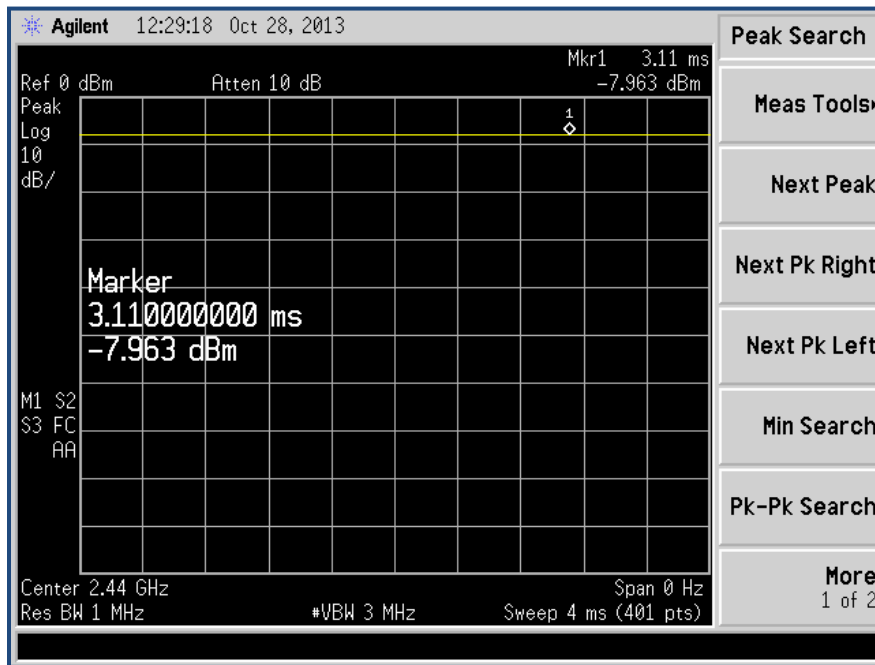 Agilent 12:29:18 Oct 28, 2013
Mkr1 3.11 ms
Ref 0 dBm Atten 10 dB -7.963 dBm
Peak
Log
10
dB/
1
Marker
3.110000000 ms
-7.963 dBm
M1 S2
S3 FC
AA
Center 2.44 GHz Span 0 Hz
Res BW 1 MHz #VBW 3 MHz Sweep 4 ms (401 pts)
Peak Search
Meas Tools
Next Peak
Next Pk Right
Next Pk Left
Min Search
Pk-Pk Search
More
1 of 2